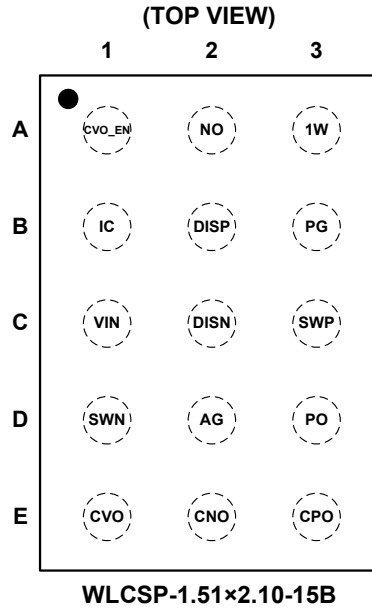 (TOP VIEW)
1 2 3
A CVO_EN NO 1W
B IC DISP PG
C VIN DISN SWP
D SWN AG PO
E CVO CNO CPO
WLCSP-1.51×2.10-15B